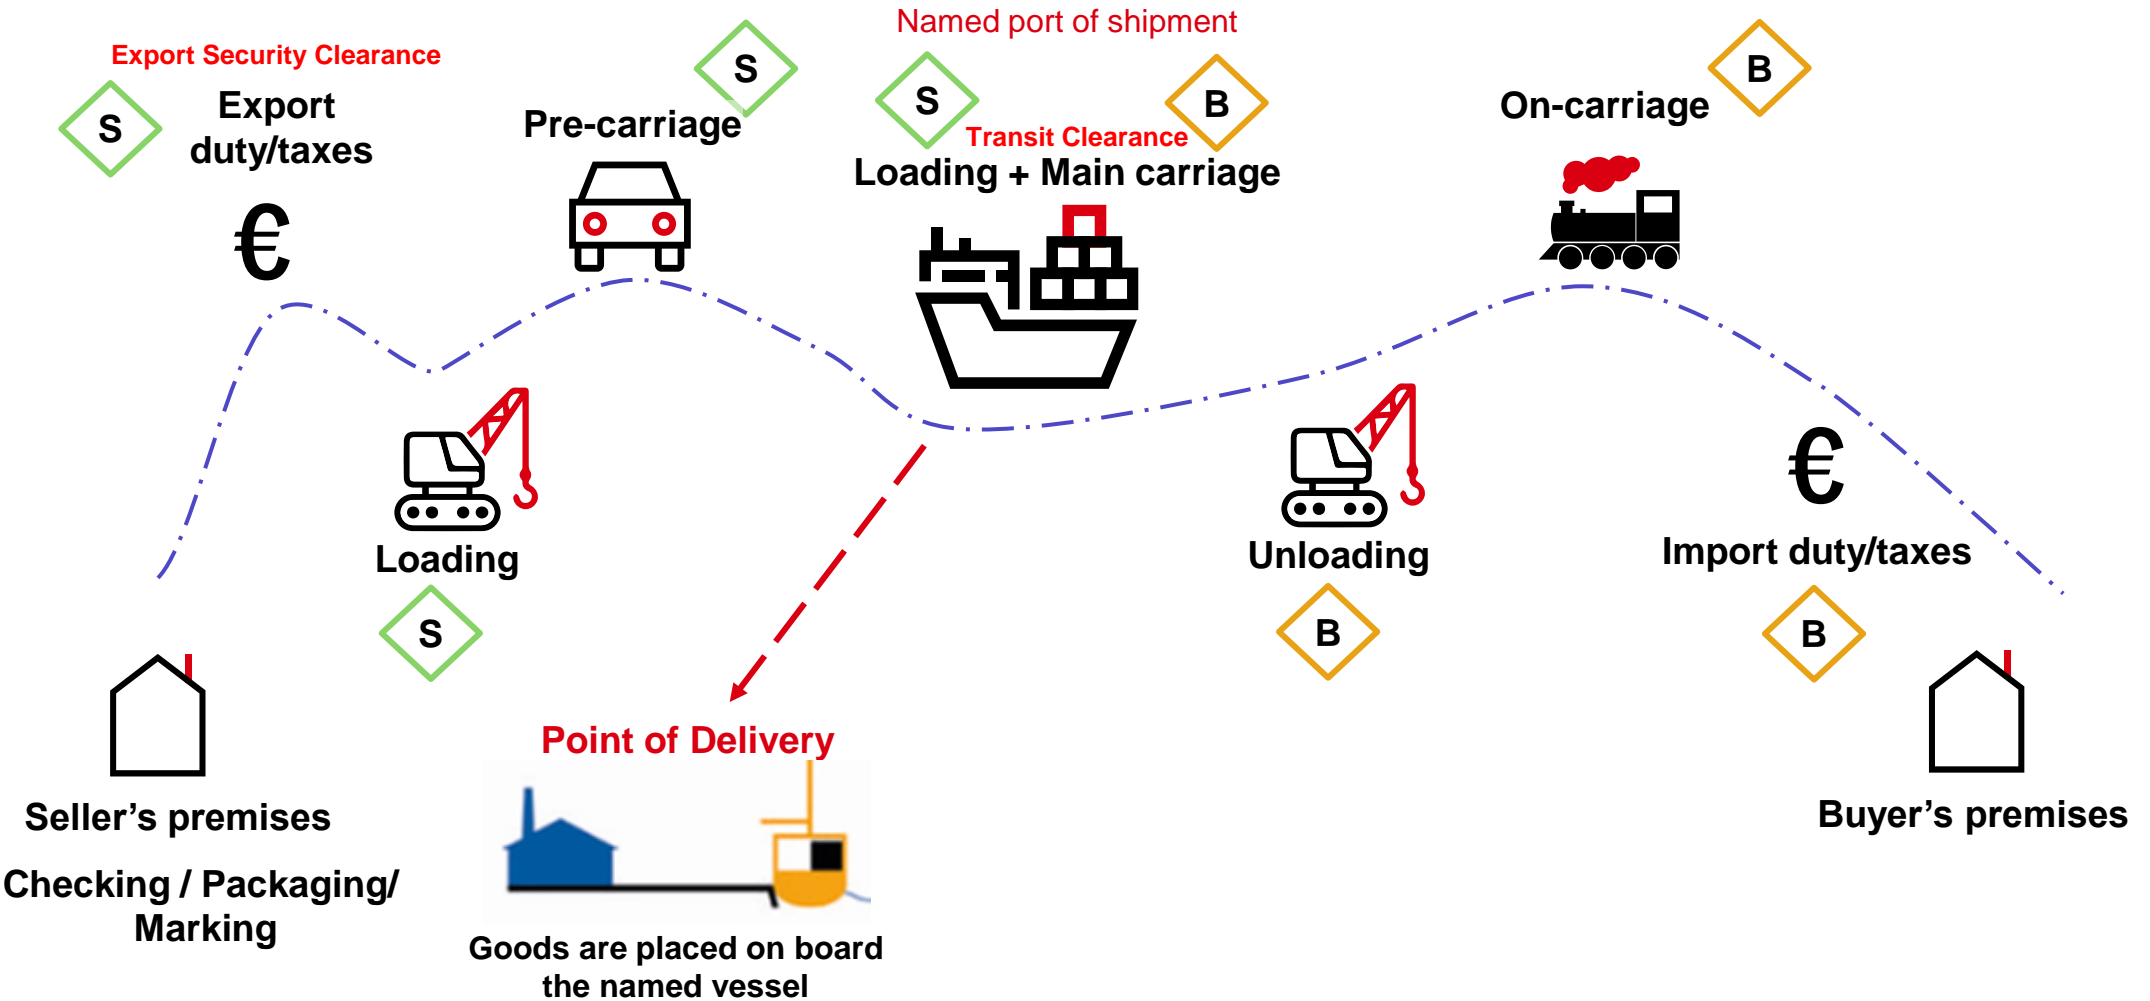 Named port of shipment
Export Security Clearance
S
Export
duty/taxes
€
Pre-carriage
S
S
B
Transit Clearance
Loading + Main carriage
On-carriage
B
Loading
S
Unloading
B
€
Import duty/taxes
B
Point of Delivery
Goods are placed on board
the named vessel
Seller’s premises
Checking / Packaging/
Marking
Buyer’s premises